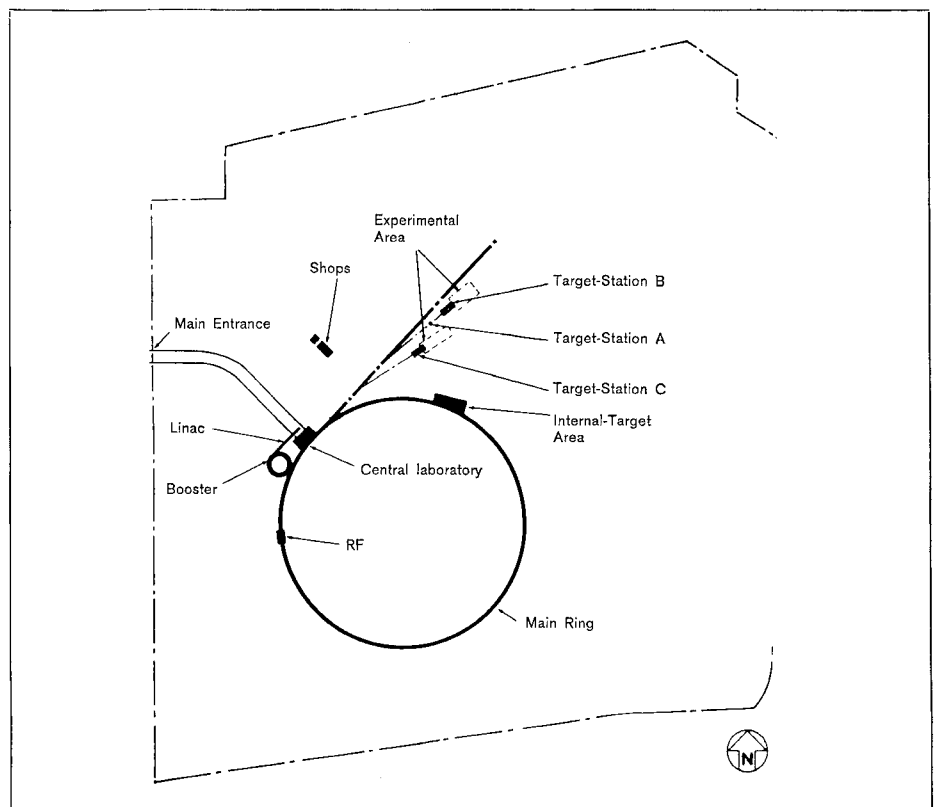 Experimental
Area
Shops
Target-Station B
Main Entrance
Target-Station A
Target-Station C
Internal-Target
Area
Linac
Central laboratory
Booster
RF
Main Ring
N